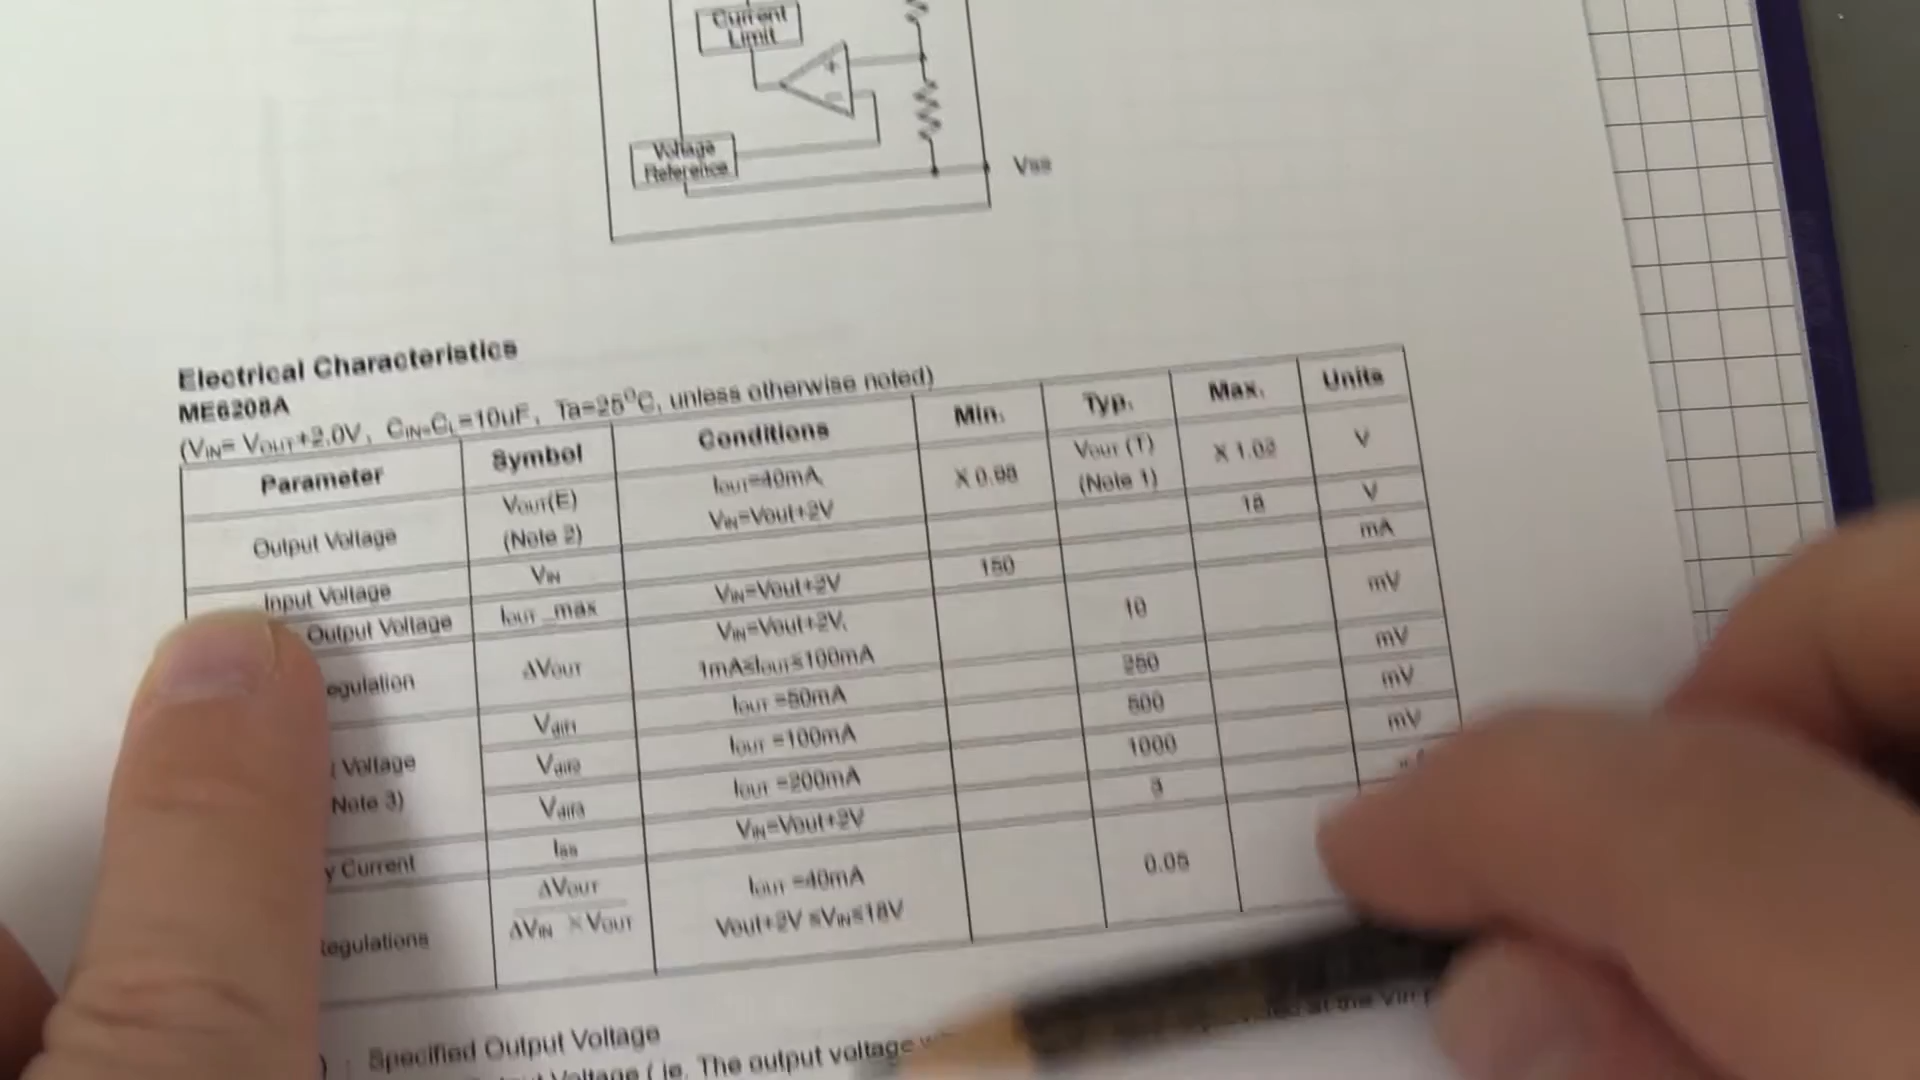 Current
Limit
+
-
Voltage
Reference
Vss
Electrical Characteristics
ME6208A
(VIN= VOUT+2.0V, CIN=CL=10uF, Ta=25°C, unless otherwise noted)
Parameter Symbol Conditions Min. Typ. Max. Units
Output Voltage VOUT(E) (Note 2) IOUT=40mA, VIN=Vout+2V X 0.98 VOUT (T) (Note 1) X 1.02 V
Input Voltage VIN 18 V
Output Voltage IOUT_max VIN=Vout+2V 150 mA
egulation ΔVOUT VIN=Vout+2V, 1mA≤IOUT≤100mA 10 mV
Voltage Vdif1 IOUT =50mA 250 mV
Note 3) Vdif2 IOUT =100mA 500 mV
Vdif3 IOUT =200mA 1000 mV
y Current Iss VIN=Vout+2V 3
egulations ΔVOUT ΔVIN ×VOUT IOUT =40mA Vout+2V ≤VIN≤18V 0.05
) : Specified Output Voltage
Voltage ( ie. The output voltage at the Vin